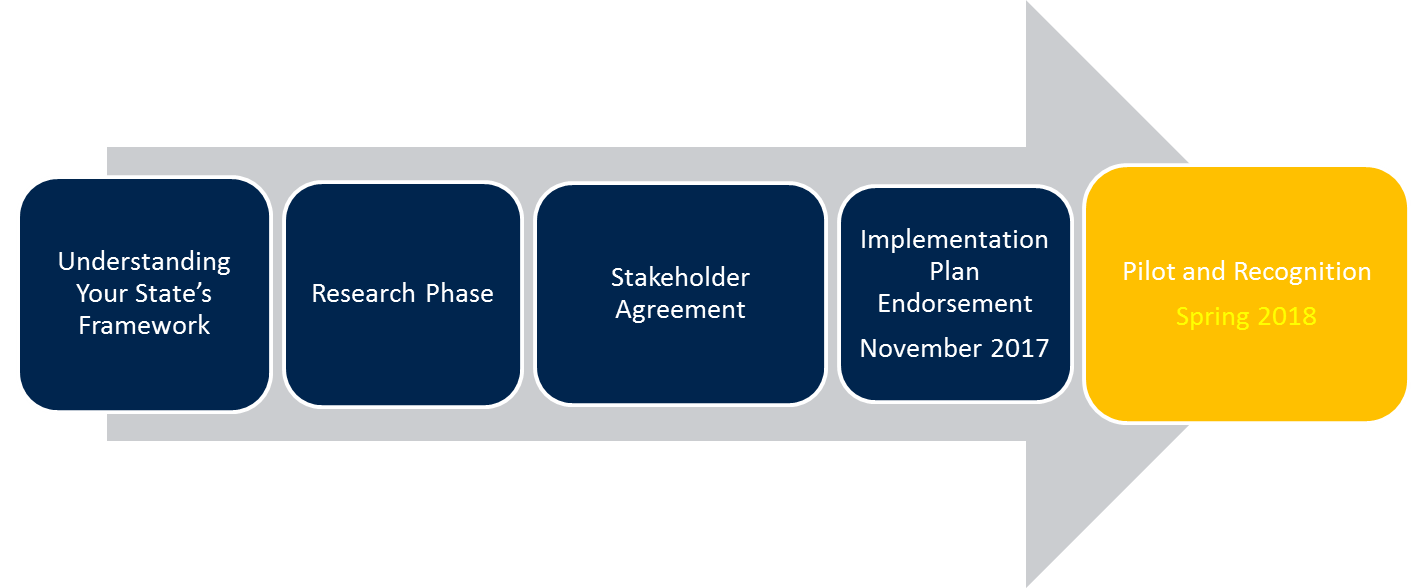 Understanding
Your State’s
Framework
Research Phase
Stakeholder
Agreement
Implementation
Plan
Endorsement
November 2017
Pilot and Recognition
Spring 2018